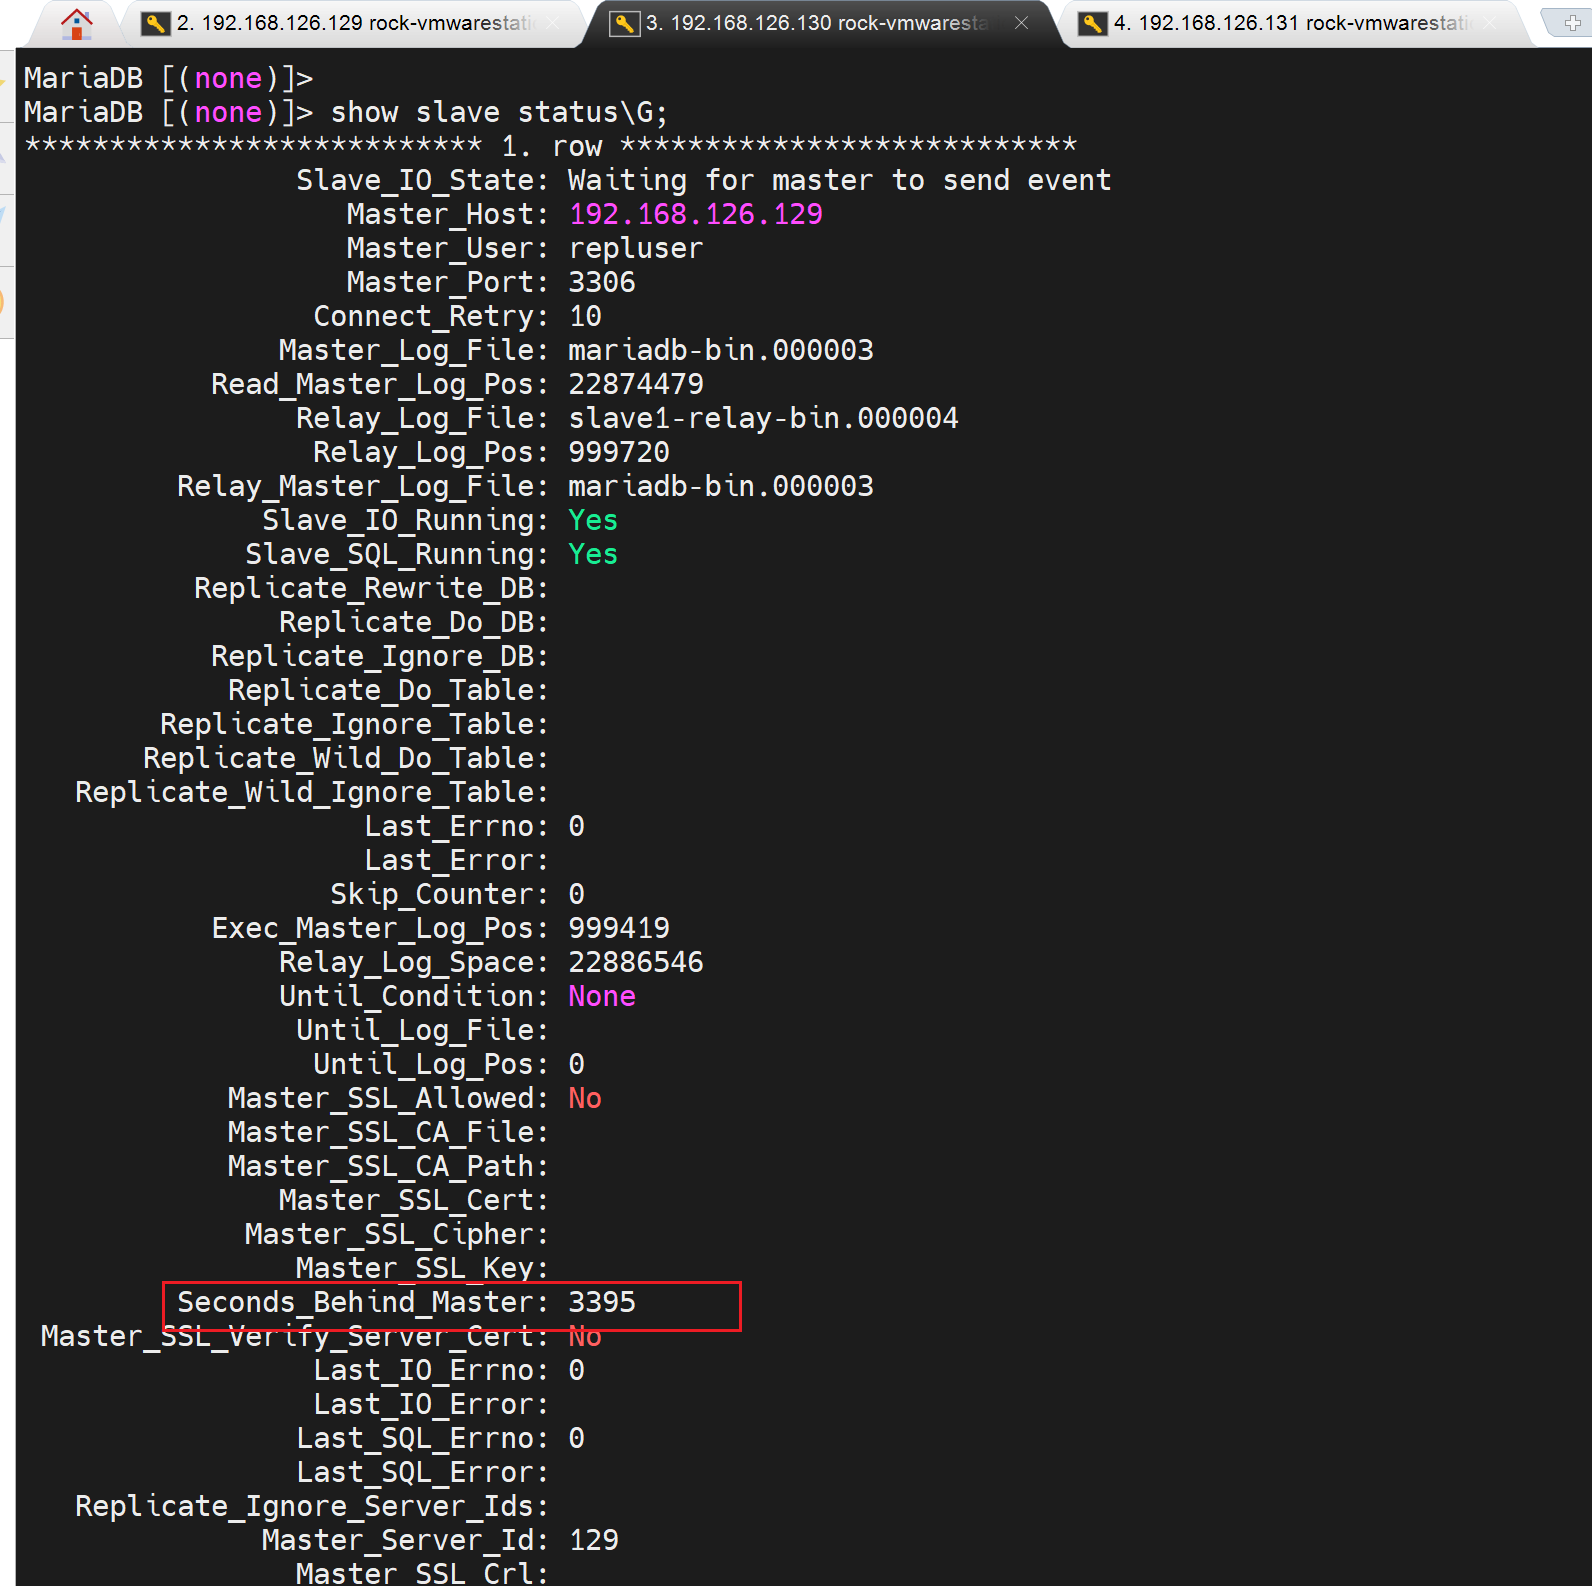 2. 192.168.126.129 rock-vmwarestati
3. 192.168.126.130 rock-vmwaresta
4. 192.168.126.131 rock-vmwarestati
MariaDB [(none)]>
MariaDB [(none)]> show slave status\G;
*************************** 1. row ***************************
Slave_IO_State: Waiting for master to send event
Master_Host: 192.168.126.129
Master_User: repluser
Master_Port: 3306
Connect_Retry: 10
Master_Log_File: mariadb-bin.000003
Read_Master_Log_Pos: 22874479
Relay_Log_File: slave1-relay-bin.000004
Relay_Log_Pos: 999720
Relay_Master_Log_File: mariadb-bin.000003
Slave_IO_Running: Yes
Slave_SQL_Running: Yes
Replicate_Rewrite_DB:
Replicate_Do_DB:
Replicate_Ignore_DB:
Replicate_Do_Table:
Replicate_Ignore_Table:
Replicate_Wild_Do_Table:
Replicate_Wild_Ignore_Table:
Last_Errno: 0
Last_Error:
Skip_Counter: 0
Exec_Master_Log_Pos: 999419
Relay_Log_Space: 22886546
Until_Condition: None
Until_Log_File:
Until_Log_Pos: 0
Master_SSL_Allowed: No
Master_SSL_CA_File:
Master_SSL_CA_Path:
Master_SSL_Cert:
Master_SSL_Cipher:
Master_SSL_Key:
Seconds_Behind_Master: 3395
Master_SSL_Verify_Server_Cert: No
Last_IO_Errno: 0
Last_IO_Error:
Last_SQL_Errno: 0
Last_SQL_Error:
Replicate_Ignore_Server_Ids:
Master_Server_Id: 129
Master_SSL_Crl: